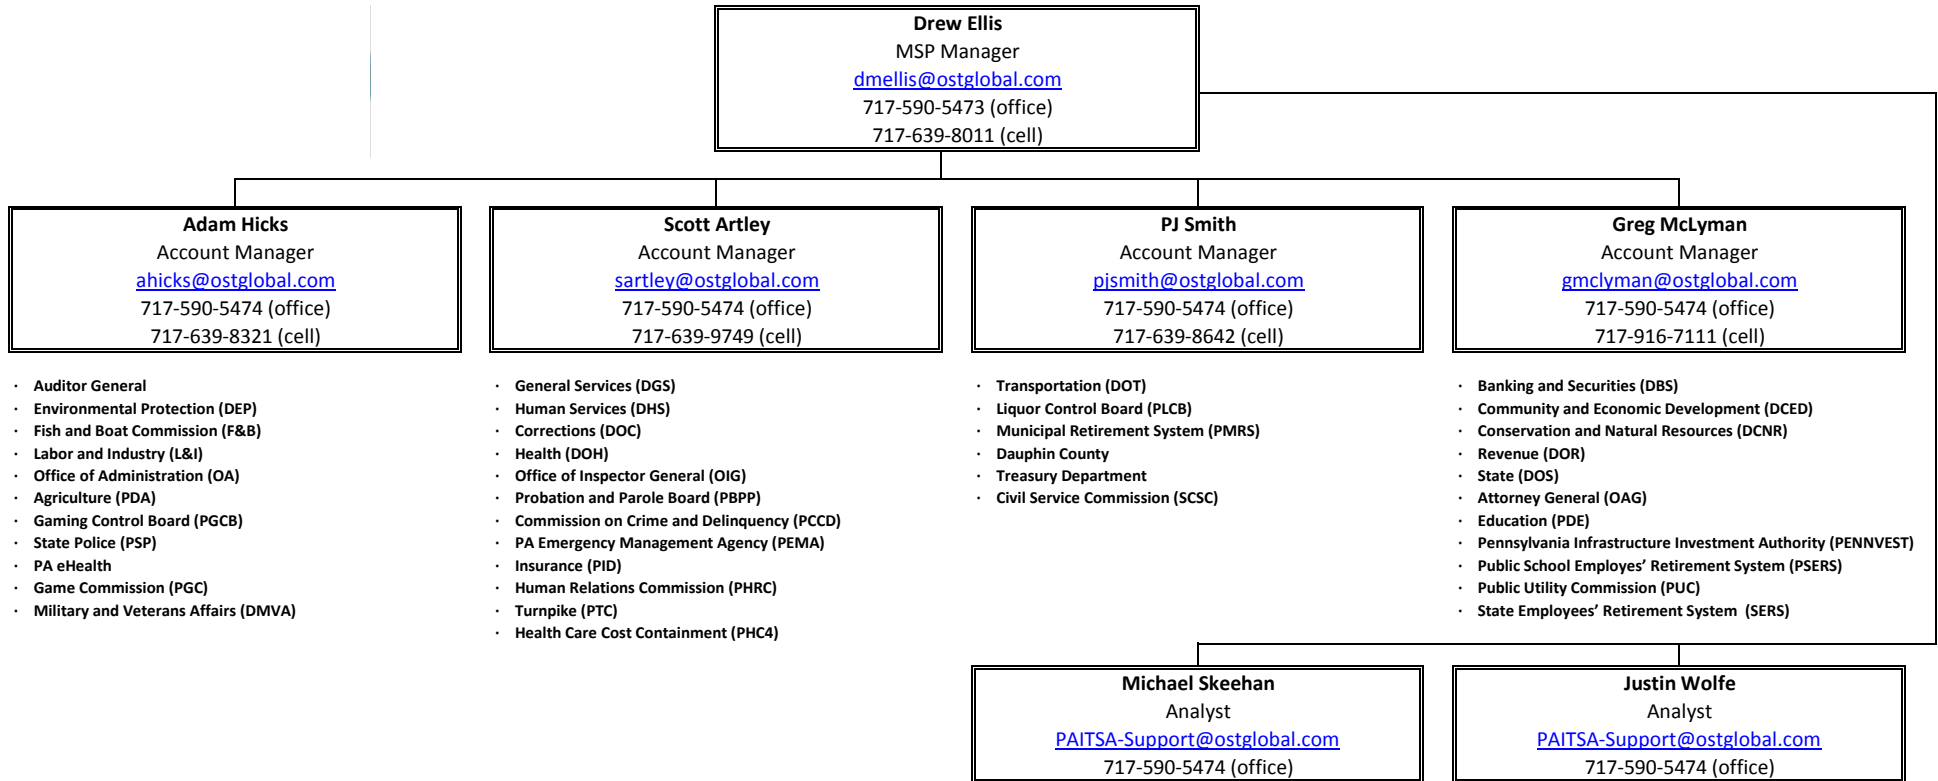 Drew Ellis
MSP Manager
dmellis@ostglobal.com
717-590-5473 (office)
717-639-8011 (cell)
Adam Hicks
Account Manager
ahicks@ostglobal.com
717-590-5474 (office)
717-639-8321 (cell)
Scott Artley
Account Manager
sartley@ostglobal.com
717-590-5474 (office)
717-639-9749 (cell)
PJ Smith
Account Manager
pjsmith@ostglobal.com
717-590-5474 (office)
717-639-8642 (cell)
Greg McLyman
Account Manager
gmclyman@ostglobal.com
717-590-5474 (office)
717-916-7111 (cell)
· Auditor General
· Environmental Protection (DEP)
· Fish and Boat Commission (F&B)
· Labor and Industry (L&I)
· Office of Administration (OA)
· Agriculture (PDA)
· Gaming Control Board (PGCB)
· State Police (PSP)
· PA eHealth
· Game Commission (PGC)
· Military and Veterans Affairs (DMVA)
· General Services (DGS)
· Human Services (DHS)
· Corrections (DOC)
· Health (DOH)
· Office of Inspector General (OIG)
· Probation and Parole Board (PBPP)
· Commission on Crime and Delinquency (PCCD)
· PA Emergency Management Agency (PEMA)
· Insurance (PID)
· Human Relations Commission (PHRC)
· Turnpike (PTC)
· Health Care Cost Containment (PHC4)
· Transportation (DOT)
· Liquor Control Board (PLCB)
· Municipal Retirement System (PMRS)
· Dauphin County
· Treasury Department
· Civil Service Commission (SCSC)
· Banking and Securities (DBS)
· Community and Economic Development (DCED)
· Conservation and Natural Resources (DCNR)
· Revenue (DOR)
· State (DOS)
· Attorney General (OAG)
· Education (PDE)
· Pennsylvania Infrastructure Investment Authority (PENNVEST)
· Public School Employes’ Retirement System (PSERS)
· Public Utility Commission (PUC)
· State Employees’ Retirement System (SERS)
Michael Skeehan
Analyst
PAITSA-Support@ostglobal.com
717-590-5474 (office)
Justin Wolfe
Analyst
PAITSA-Support@ostglobal.com
717-590-5474 (office)